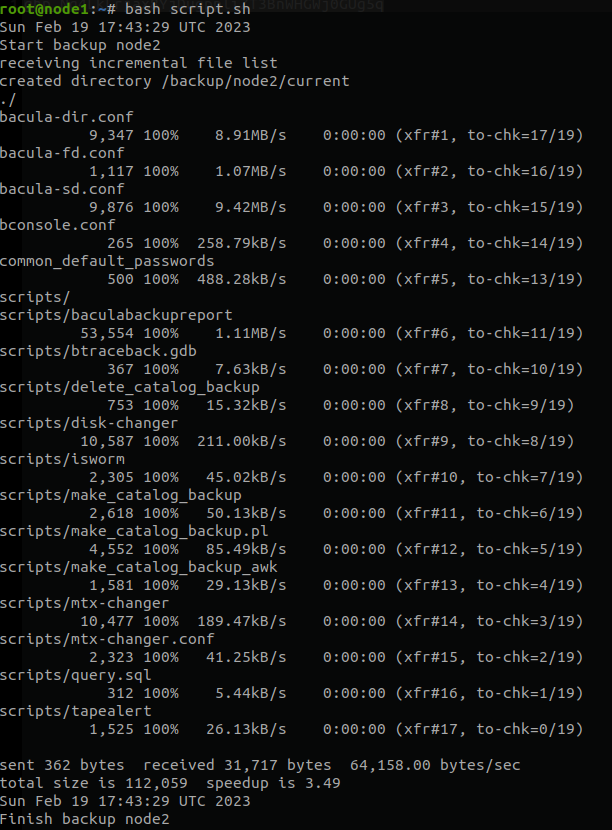 root@node1:~# bash script.sh
Sun Feb 19 17:43:29 UTC 2023
Start backup node2
receiving incremental file list
created directory /backup/node2/current
./
bacula-dir.conf
9,347 100% 8.91MB/s 0:00:00 (xfr#1, to-chk=17/19)
bacula-fd.conf
1,117 100% 1.07MB/s 0:00:00 (xfr#2, to-chk=16/19)
bacula-sd.conf
9,876 100% 9.42MB/s 0:00:00 (xfr#3, to-chk=15/19)
bconsole.conf
265 100% 258.79kB/s 0:00:00 (xfr#4, to-chk=14/19)
common_default_passwords
500 100% 488.28kB/s 0:00:00 (xfr#5, to-chk=13/19)
scripts/
scripts/baculabackupreport
53,554 100% 1.11MB/s 0:00:00 (xfr#6, to-chk=11/19)
scripts/btraceback.gdb
367 100% 7.63kB/s 0:00:00 (xfr#7, to-chk=10/19)
scripts/delete_catalog_backup
753 100% 15.32kB/s 0:00:00 (xfr#8, to-chk=9/19)
scripts/disk-changer
10,587 100% 211.00kB/s 0:00:00 (xfr#9, to-chk=8/19)
scripts/isworm
2,305 100% 45.02kB/s 0:00:00 (xfr#10, to-chk=7/19)
scripts/make_catalog_backup
2,618 100% 50.13kB/s 0:00:00 (xfr#11, to-chk=6/19)
scripts/make_catalog_backup.pl
4,552 100% 85.49kB/s 0:00:00 (xfr#12, to-chk=5/19)
scripts/make_catalog_backup_awk
1,581 100% 29.13kB/s 0:00:00 (xfr#13, to-chk=4/19)
scripts/mtx-changer
10,477 100% 189.47kB/s 0:00:00 (xfr#14, to-chk=3/19)
scripts/mtx-changer.conf
2,323 100% 41.25kB/s 0:00:00 (xfr#15, to-chk=2/19)
scripts/query.sql
312 100% 5.44kB/s 0:00:00 (xfr#16, to-chk=1/19)
scripts/tapealert
1,525 100% 26.13kB/s 0:00:00 (xfr#17, to-chk=0/19)
sent 362 bytes received 31,717 bytes 64,158.00 bytes/sec
total size is 112,059 speedup is 3.49
Sun Feb 19 17:43:29 UTC 2023
Finish backup node2